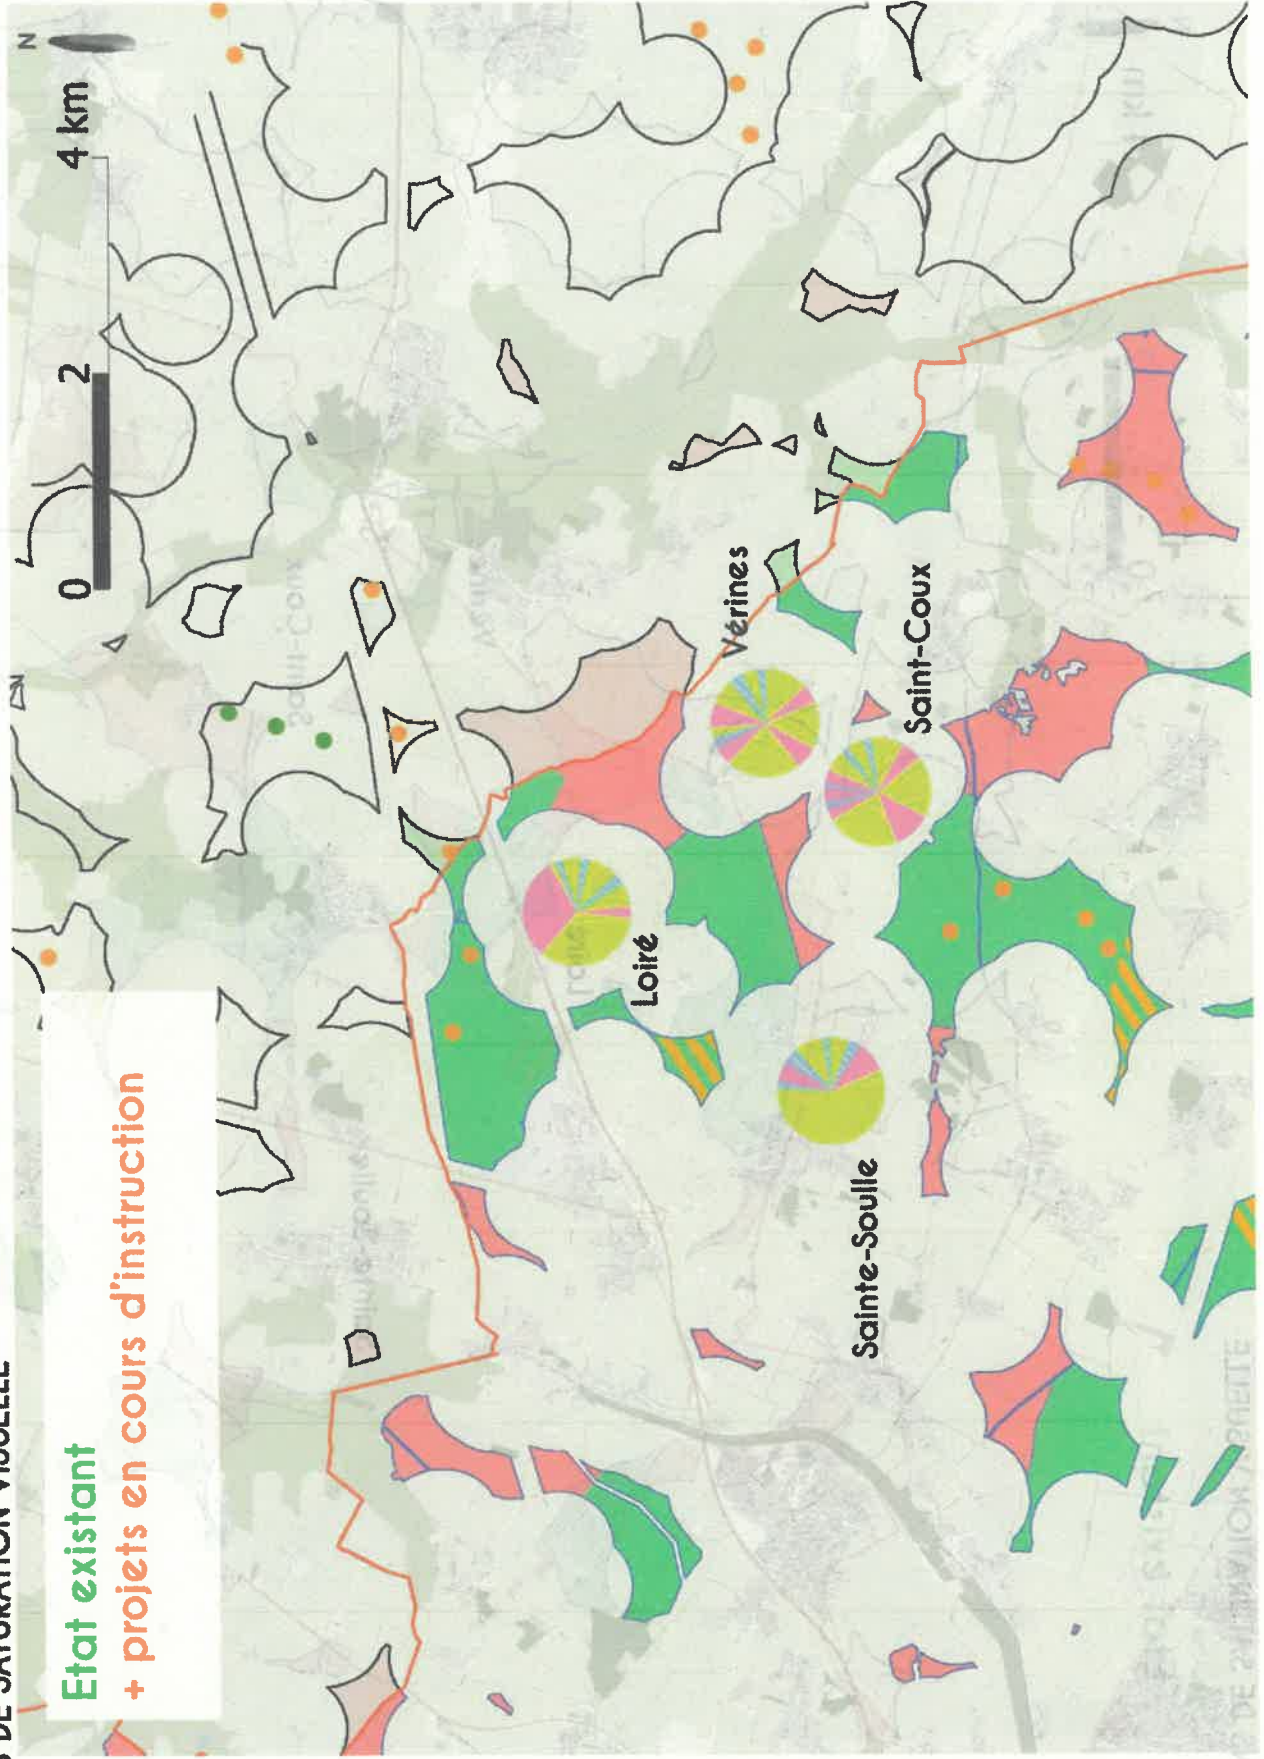 DE SATURATION VISUELLE
Etat existant
+ projets en cours d'instruction
0 2 4 km
N
Loiré
Vérines
Saint-Coux
Sainte-Soulle